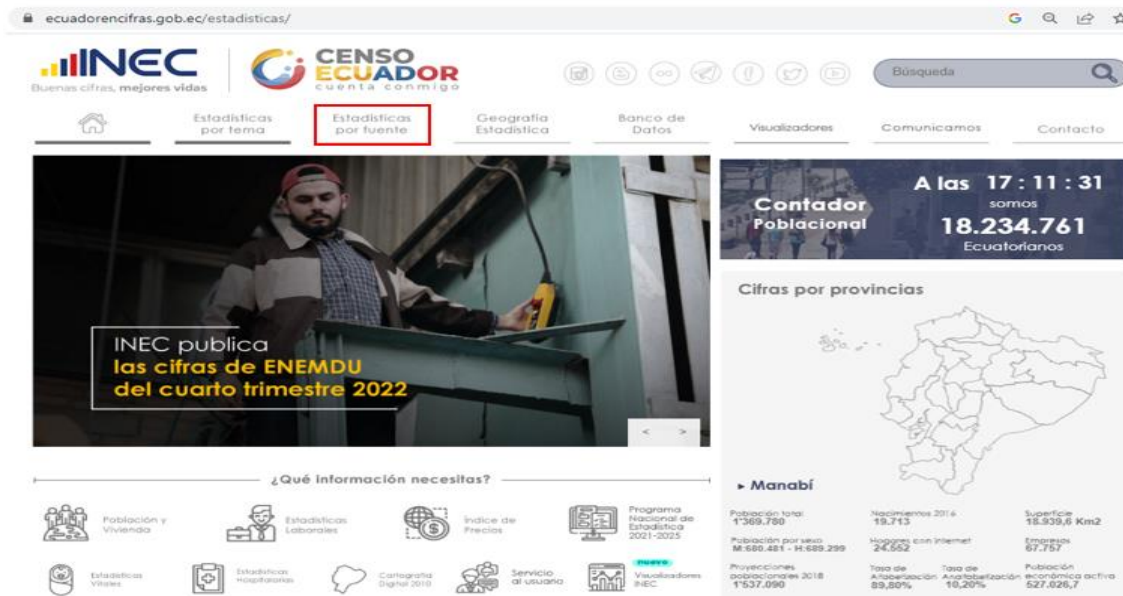 ecuadorencifras.gob.ec/estadisticas/
INEC
Buenas cifras, mejores vidas
CENSO
ECUADOR
cuenta conmigo
Búsqueda
Estadísticas
por tema
Estadísticas
por fuente
Geografía
Estadística
Banco de
Datos
Visualizadores
Comunicamos
Contacto
INEC publica
las cifras de ENEMDU
del cuarto trimestre 2022
< >
Contador
Poblacional
A las 17 : 11 : 31
somos
18.234.761
Ecuatorianos
Cifras por provincias
▸ Manabí
Población total
1'369.780
Nacimientos 2016
19.713
Superficie
18.939,6 Km2
Población por sexo
M:680.481 - H:689.299
Hogares con internet
24.552
Empresas
67.757
Proyecciones
poblacionales 2018
1'537.090
Tasa de
Alfabetización
89,80%
Tasa de
Analfabetización
10,20%
Población
económica activa
527.026,7
¿Qué información necesitas?
Población y
Vivienda
Estadísticas
Laborales
Índice de
Precios
Programa
Nacional de
Estadística
2021-2025
Estadísticas
Vitales
Estadísticas
Hospitalarias
Cartografía
Digital 2010
Servicio
al usuario
nuevo
Visualizadores
INEC